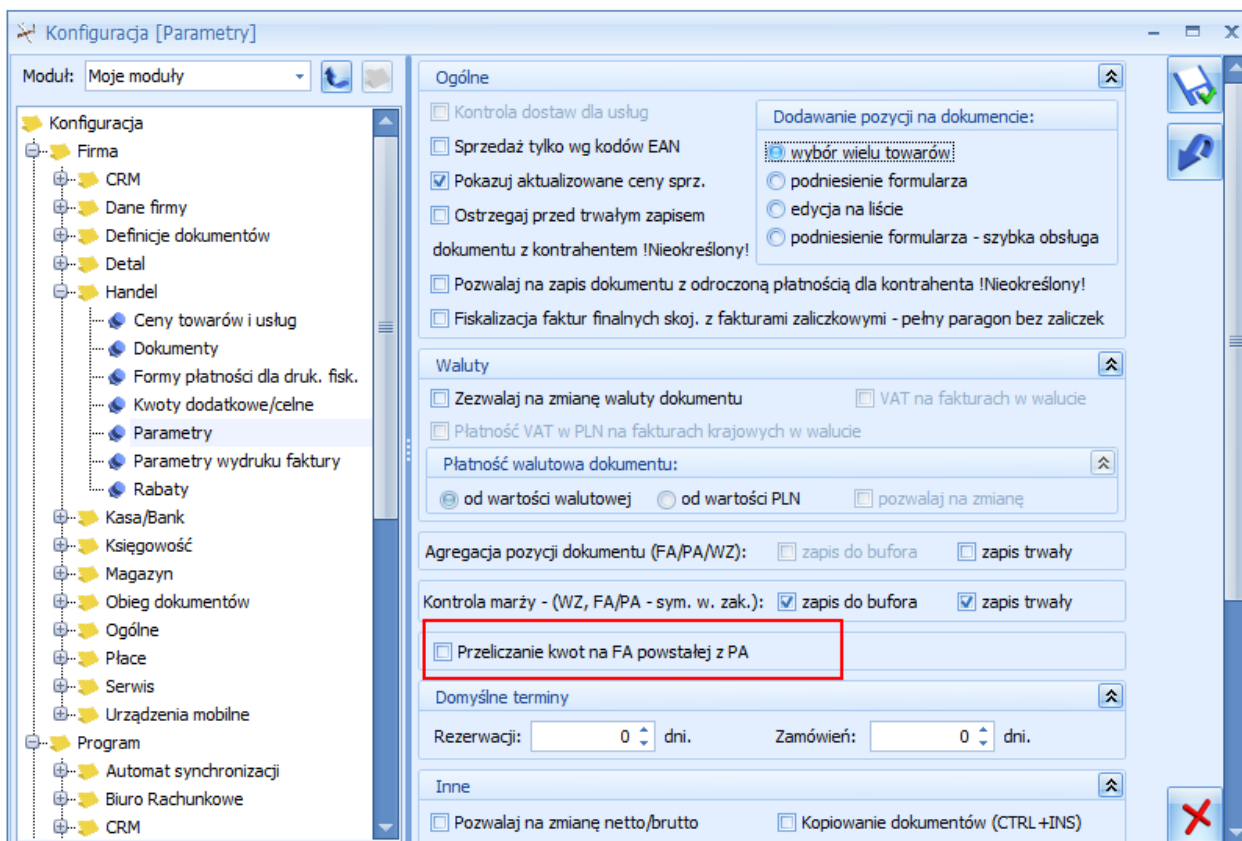 Konfiguracja [Parametry]
Moduł: Moje moduły
Konfiguracja
Firma
CRM
Dane firmy
Definicje dokumentów
Detal
Handel
Ceny towarów i usług
Dokumenty
Formy płatności dla druk. fisk.
Kwoty dodatkowe/celne
Parametry
Parametry wydruku faktury
Rabaty
Kasa/Bank
Księgowość
Magazyn
Obieg dokumentów
Ogólne
Płace
Serwis
Urządzenia mobilne
Program
Automat synchronizacji
Biuro Rachunkowe
CRM
Ogólne
Kontrola dostaw dla usług
Sprzedaż tylko wg kodów EAN
Pokazuj aktualizowane ceny sprz.
Ostrzegaj przed trwałym zapisem
dokumentu z kontrahentem !Nieokreślony!
Dodawanie pozycji na dokumencie:
wybór wielu towarów
podniesienie formularza
edycja na liście
podniesienie formularza - szybka obsługa
Pozwalaj na zapis dokumentu z odroczoną płatnością dla kontrahenta !Nieokreślony!
Fiskalizacja faktur finalnych skoj. z fakturami zaliczkowymi - pełny paragon bez zaliczek
Waluty
Zezwalaj na zmianę waluty dokumentu VAT na fakturach w walucie
Płatność VAT w PLN na fakturach krajowych w walucie
Płatność walutowa dokumentu:
od wartości walutowej od wartości PLN pozwalaj na zmianę
Agregacja pozycji dokumentu (FA/PA/WZ): zapis do bufora zapis trwały
Kontrola marży - (WZ, FA/PA - sym. w. zak.): zapis do bufora zapis trwały
Przeliczanie kwot na FA powstałej z PA
Domyślne terminy
Rezerwacji: 0 dni. Zamówień: 0 dni.
Inne
Pozwalaj na zmianę netto/brutto Kopiowanie dokumentów (CTRL+INS)